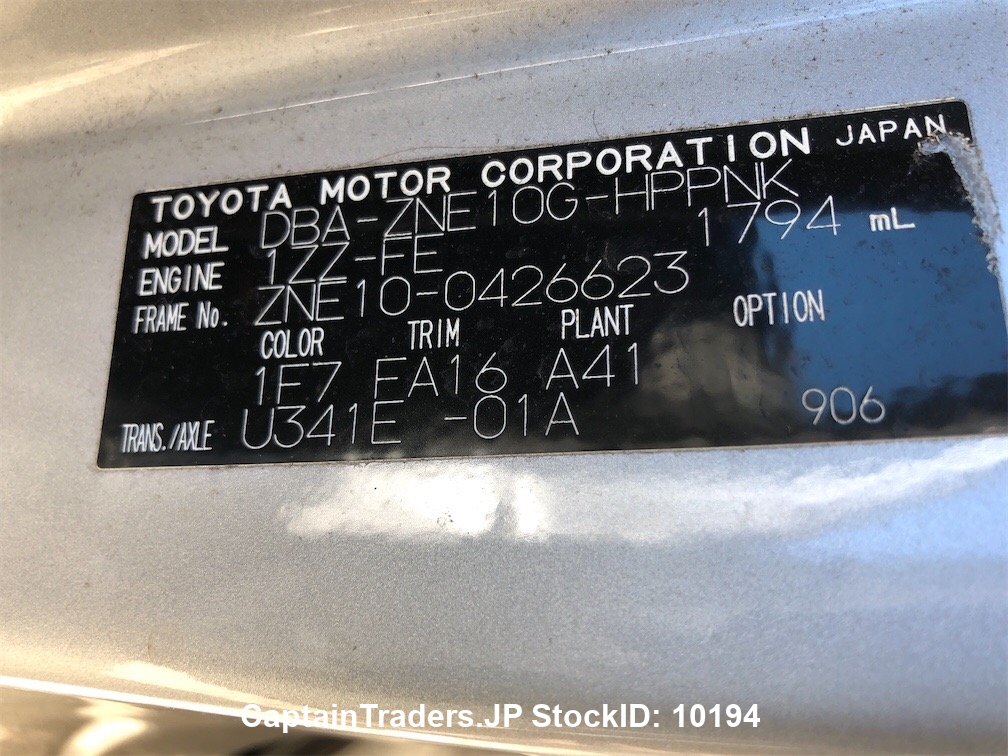 TOYOTA MOTOR CORPORATION JAPAN
MODEL DBA-ZNE10G-HPPNK
ENGINE 1ZZ-FE 1794 mL
FRAME No. ZNE10-0426623
COLOR TRIM PLANT OPTION
1F7 EA16 A41
TRANS./AXLE U341E -01A 906
CaptainTraders.JP StockID: 10194